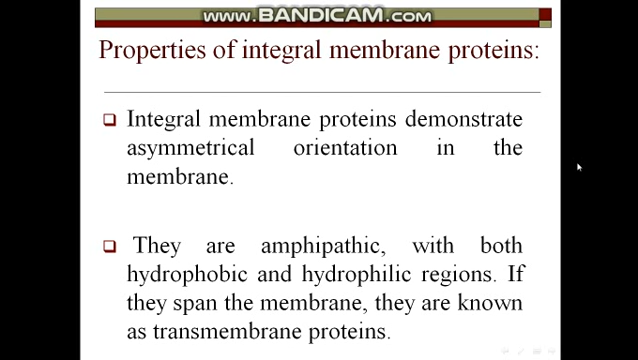 www.BANDICAM.com
Properties of integral membrane proteins:
Integral membrane proteins demonstrate
asymmetrical orientation in the
membrane.
They are amphipathic, with both
hydrophobic and hydrophilic regions. If
they span the membrane, they are known
as transmembrane proteins.